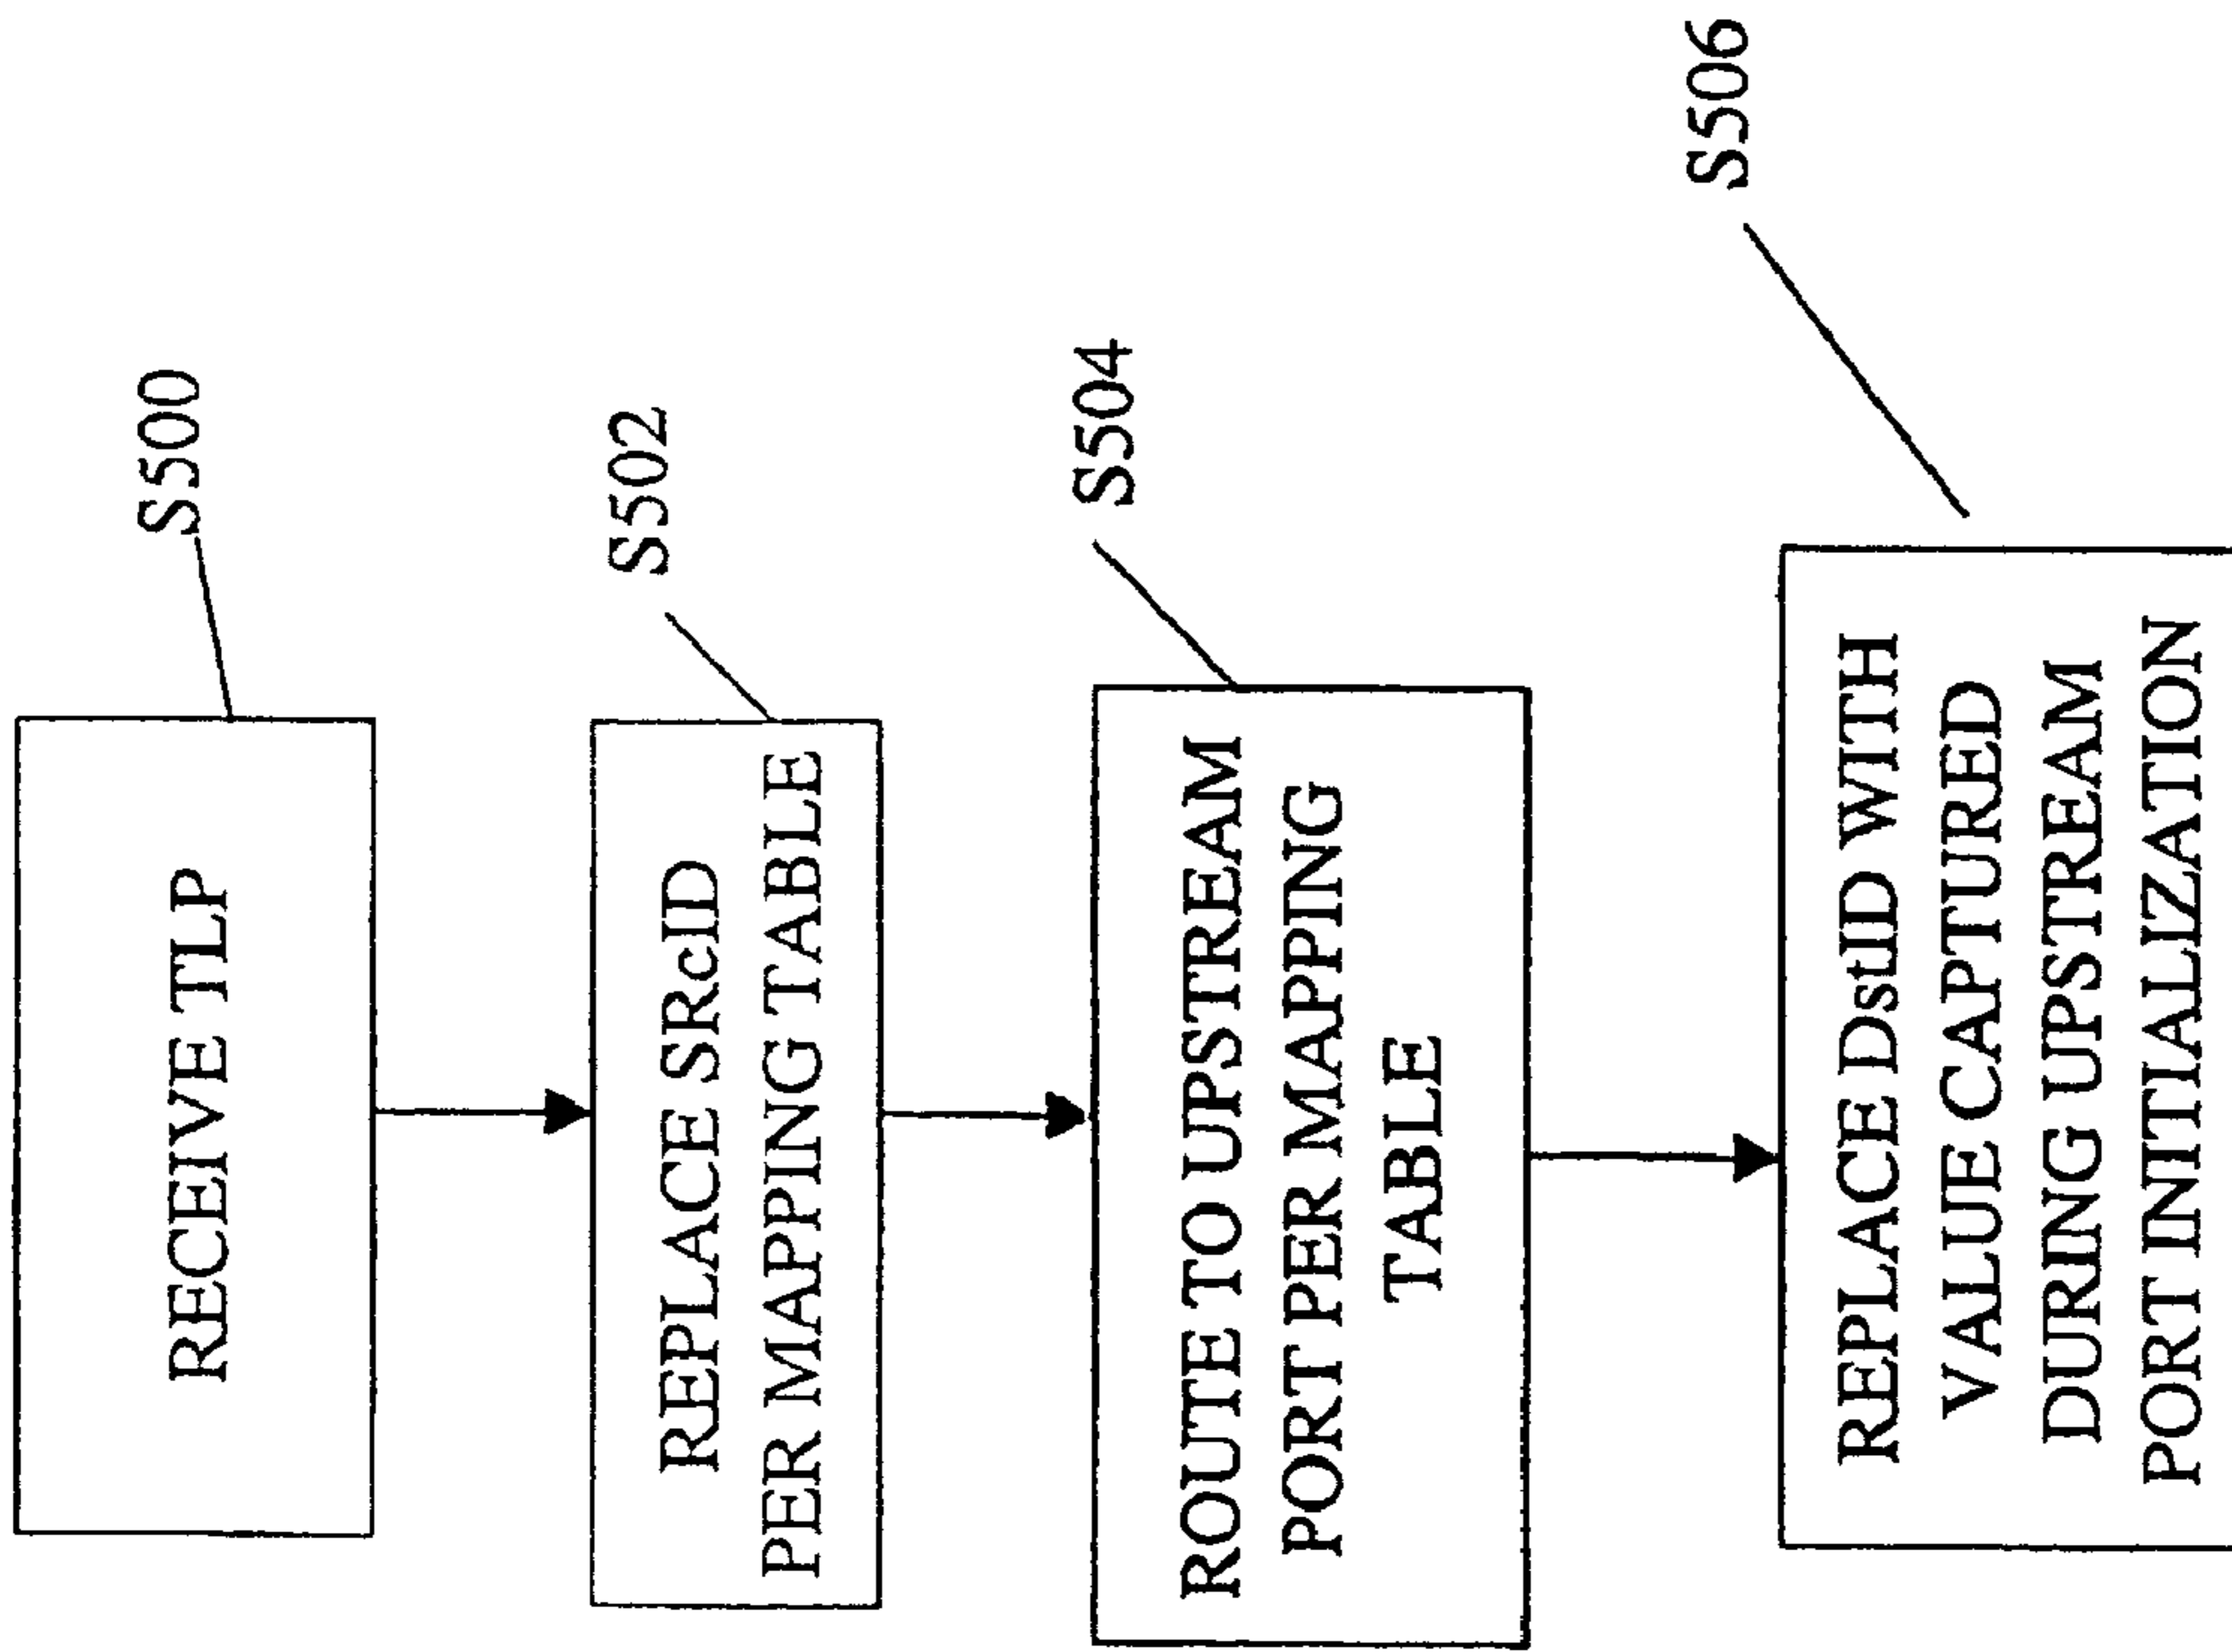 RECEIVE TLP
S500
REPLACE SRcID
PER MAPPING TABLE
S502
ROUTE TO UPSTREAM
PORT PER MAPPING
TABLE
S504
REPLACE DstID WITH
VALUE CAPTURED
DURING UPSTREAM
PORT INITIALIZATION
S506